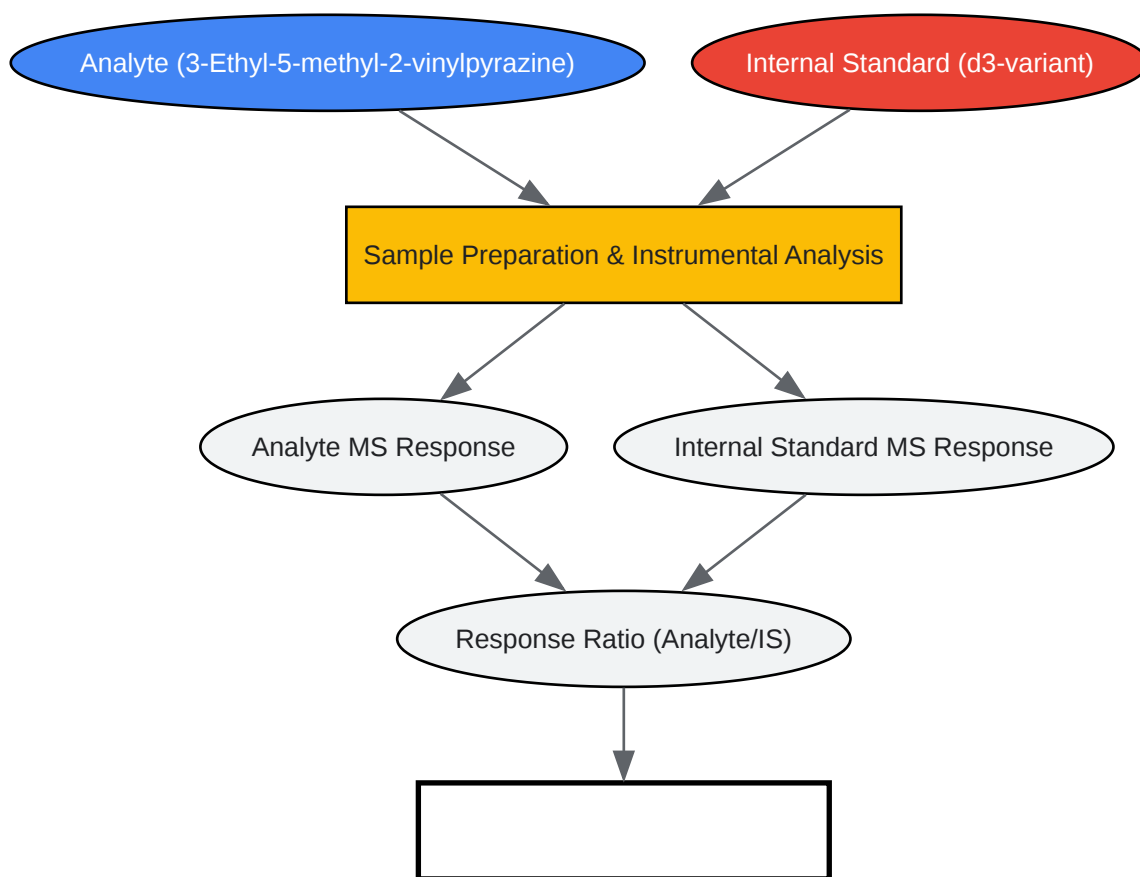 Analyte (3-Ethyl-5-methyl-2-vinylpyrazine)
Internal Standard (d3-variant)
Sample Preparation & Instrumental Analysis
Analyte MS Response
Internal Standard MS Response
Response Ratio (Analyte/IS)